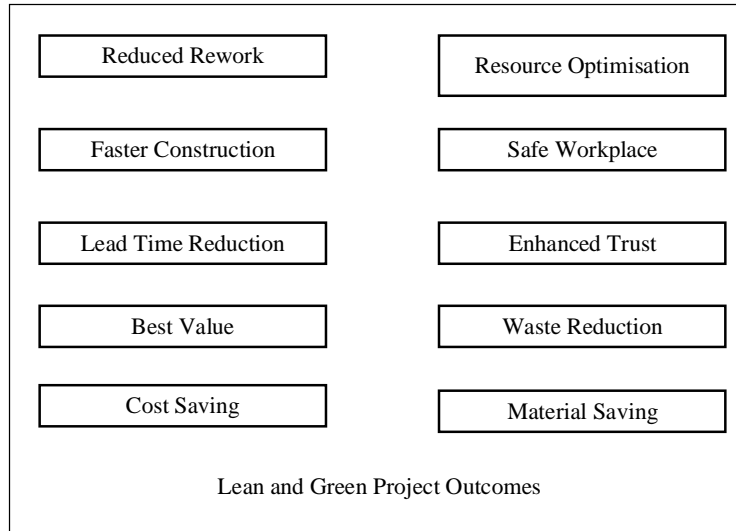 Reduced Rework
Resource Optimisation
Faster Construction
Safe Workplace
Lead Time Reduction
Enhanced Trust
Best Value
Waste Reduction
Cost Saving
Material Saving
Lean and Green Project Outcomes